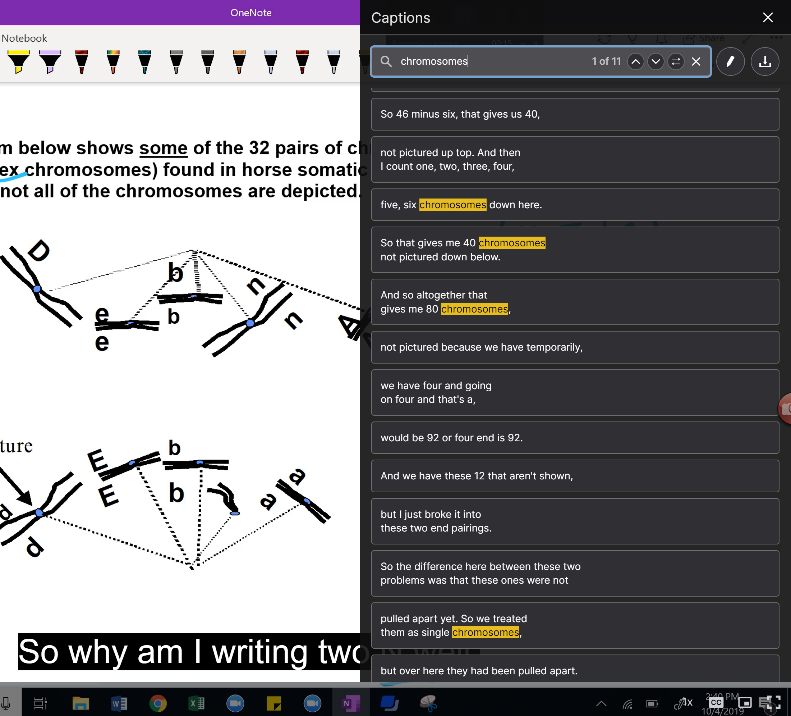 OneNote
Notebook
Captions
chromosomes
1 of 11
So 46 minus six, that gives us 40,
not pictured up top. And then
I count one, two, three, four,
five, six chromosomes down here.
So that gives me 40 chromosomes
not pictured down below.
And so altogether that
gives me 80 chromosomes,
not pictured because we have temporarily,
we have four and going
on four and that's a,
would be 92 or four end is 92.
And we have these 12 that aren't shown,
but I just broke it into
these two end pairings.
So the difference here between these two
problems was that these ones were not
pulled apart yet. So we treated
them as single chromosomes,
but over here they had been pulled apart.
m below shows some of the 32 pairs of ch
ex chromosomes) found in horse somatic
not all of the chromosomes are depicted.
D
b
e
e
b
n
n
A
ture
E
E
b
b
a
a
d
d
So why am I writing two
2:40 PM
10/4/2019
CC